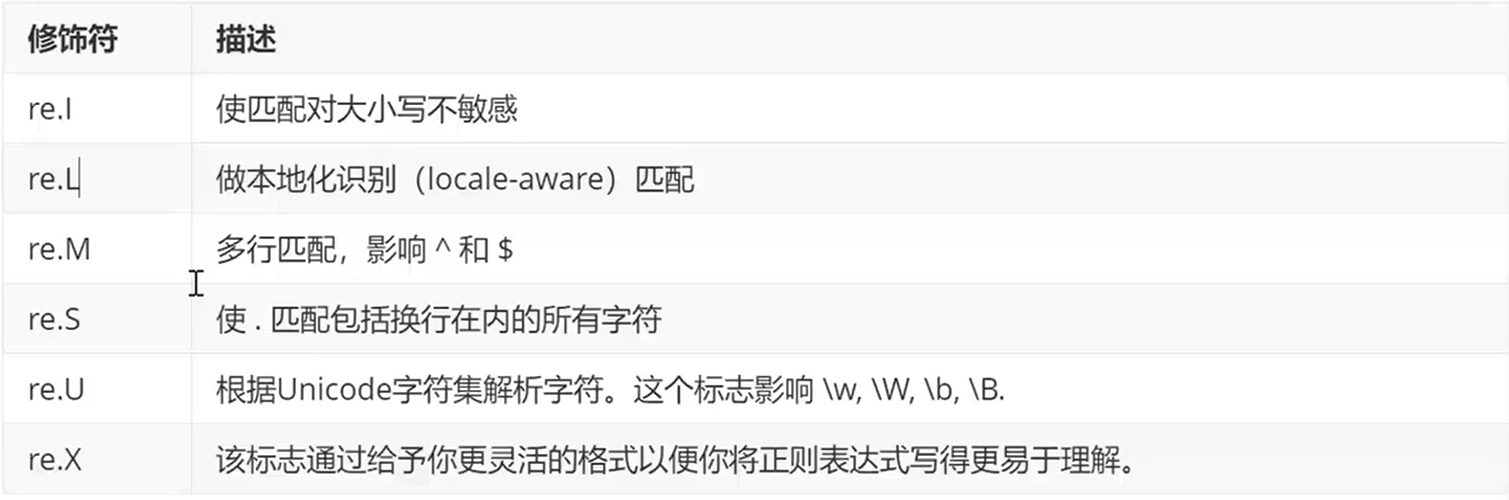 修饰符 描述
re.I 使匹配对大小写不敏感
re.L 做本地化识别（locale-aware）匹配
re.M 多行匹配，影响 ^ 和 $
re.S 使 . 匹配包括换行在内的所有字符
re.U 根据Unicode字符集解析字符。这个标志影响 \w, \W, \b, \B.
re.X 该标志通过给予你更灵活的格式以便你将正则表达式写得更易于理解。